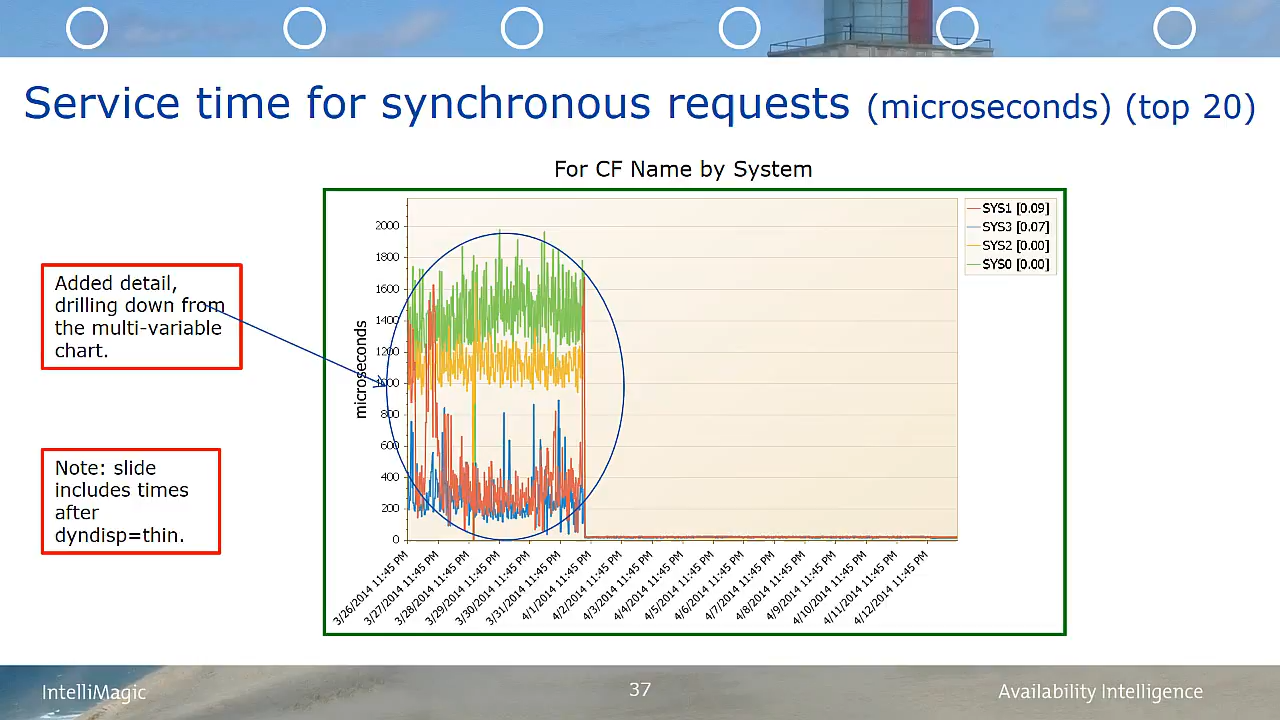 Service time for synchronous requests (microseconds) (top 20)
For CF Name by System
Added detail,
drilling down from
the multi-variable
chart.
Note: slide
includes times
after
dyndisp=thin.
microseconds
2000
1800
1600
1400
1200
1000
800
600
400
200
0
3/26/2014 11:45 PM
3/27/2014 11:45 PM
3/28/2014 11:45 PM
3/29/2014 11:45 PM
3/30/2014 11:45 PM
3/31/2014 11:45 PM
4/1/2014 11:45 PM
4/2/2014 11:45 PM
4/3/2014 11:45 PM
4/4/2014 11:45 PM
4/5/2014 11:45 PM
4/6/2014 11:45 PM
4/7/2014 11:45 PM
4/8/2014 11:45 PM
4/9/2014 11:45 PM
4/10/2014 11:45 PM
4/11/2014 11:45 PM
4/12/2014 11:45 PM
SYS1 [0.09]
SYS3 [0.07]
SYS2 [0.00]
SYS0 [0.00]
IntelliMagic
37
Availability Intelligence